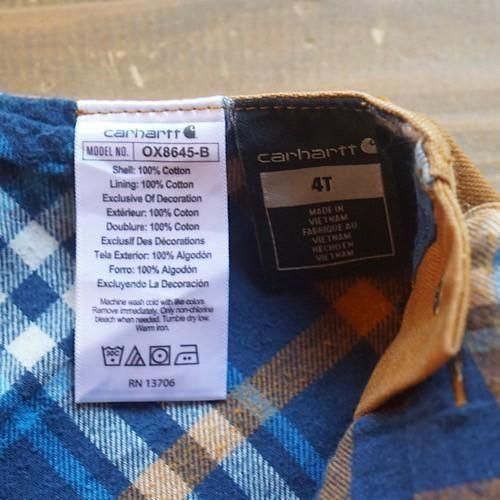 carhartt
MODEL NO. OX8645-B
Shell: 100% Cotton
Lining: 100% Cotton
Exclusive Of Decoration
Extérieur: 100% Coton
Doublure: 100% Coton
Exclusif Des Décorations
Tela Exterior: 100% Algodón
Forro: 100% Algodón
Excluyendo La Decoración
Machine wash cold with like colors.
Remove immediately. Only non-chlorine
bleach when needed. Tumble dry low.
Warm iron.
30C
RN 13706
carhartt
4T
MADE IN
VIETNAM
FABRIQUÉ AU
VIETNAM
HECHO EN
VIETNAM